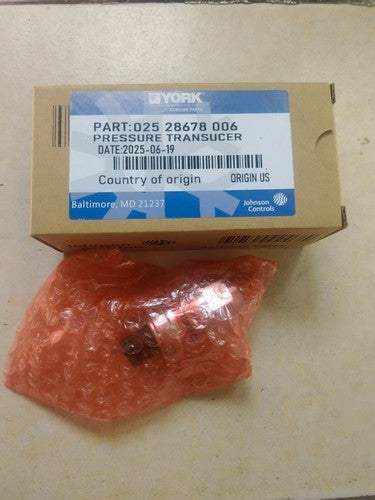 YORK
GENUINE PARTS
PART:025 28678 006
PRESSURE TRANSUCER
DATE:2025-06-19
Country of origin ORIGIN US
Baltimore, MD 21237
Johnson
Controls